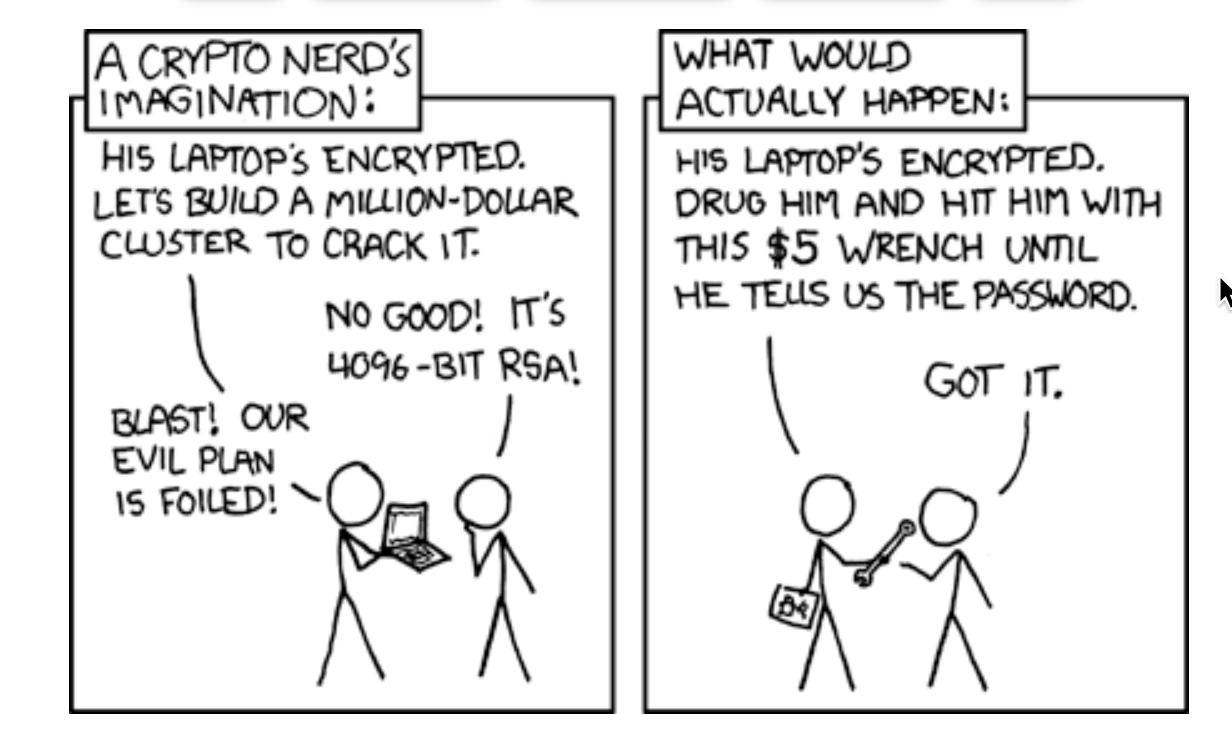 A CRYPTO NERD'S
IMAGINATION:
HIS LAPTOP'S ENCRYPTED.
LET'S BUILD A MILLION-DOLLAR
CLUSTER TO CRACK IT.
NO GOOD! IT'S
4096-BIT RSA!
BLAST! OUR
EVIL PLAN
IS FOILED!
WHAT WOULD
ACTUALLY HAPPEN:
HIS LAPTOP'S ENCRYPTED.
DRUG HIM AND HIT HIM WITH
THIS $5 WRENCH UNTIL
HE TELLS US THE PASSWORD.
GOT IT.